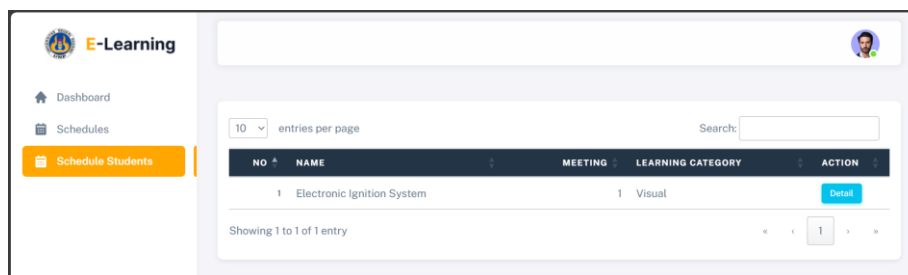 E-Learning
Dashboard
Schedules
Schedule Students
10 entries per page
Search:
NO NAME MEETING LEARNING CATEGORY ACTION
1 Electronic Ignition System 1 Visual Detail
Showing 1 to 1 of 1 entry
« ‹ 1 › »